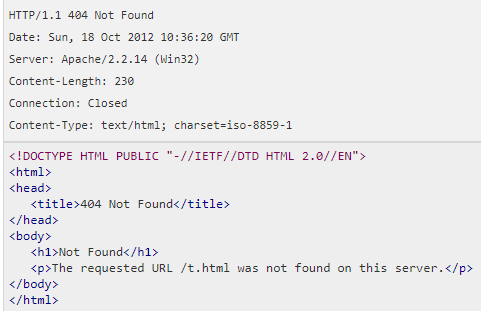 HTTP/1.1 404 Not Found
Date: Sun, 18 Oct 2012 10:36:20 GMT
Server: Apache/2.2.14 (Win32)
Content-Length: 230
Connection: Closed
Content-Type: text/html; charset=iso-8859-1
<!DOCTYPE HTML PUBLIC "-//IETF//DTD HTML 2.0//EN">
<html>
<head>
   <title>404 Not Found</title>
</head>
<body>
   <h1>Not Found</h1>
   <p>The requested URL /t.html was not found on this server.</p>
</body>
</html>